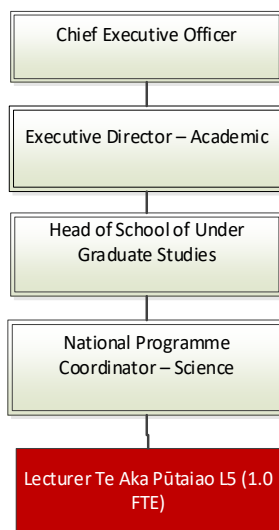 Chief Executive Officer
Executive Director – Academic
Head of School of Under
Graduate Studies
National Programme
Coordinator – Science
Lecturer Te Aka Pūtaiao L5 (1.0
FTE)